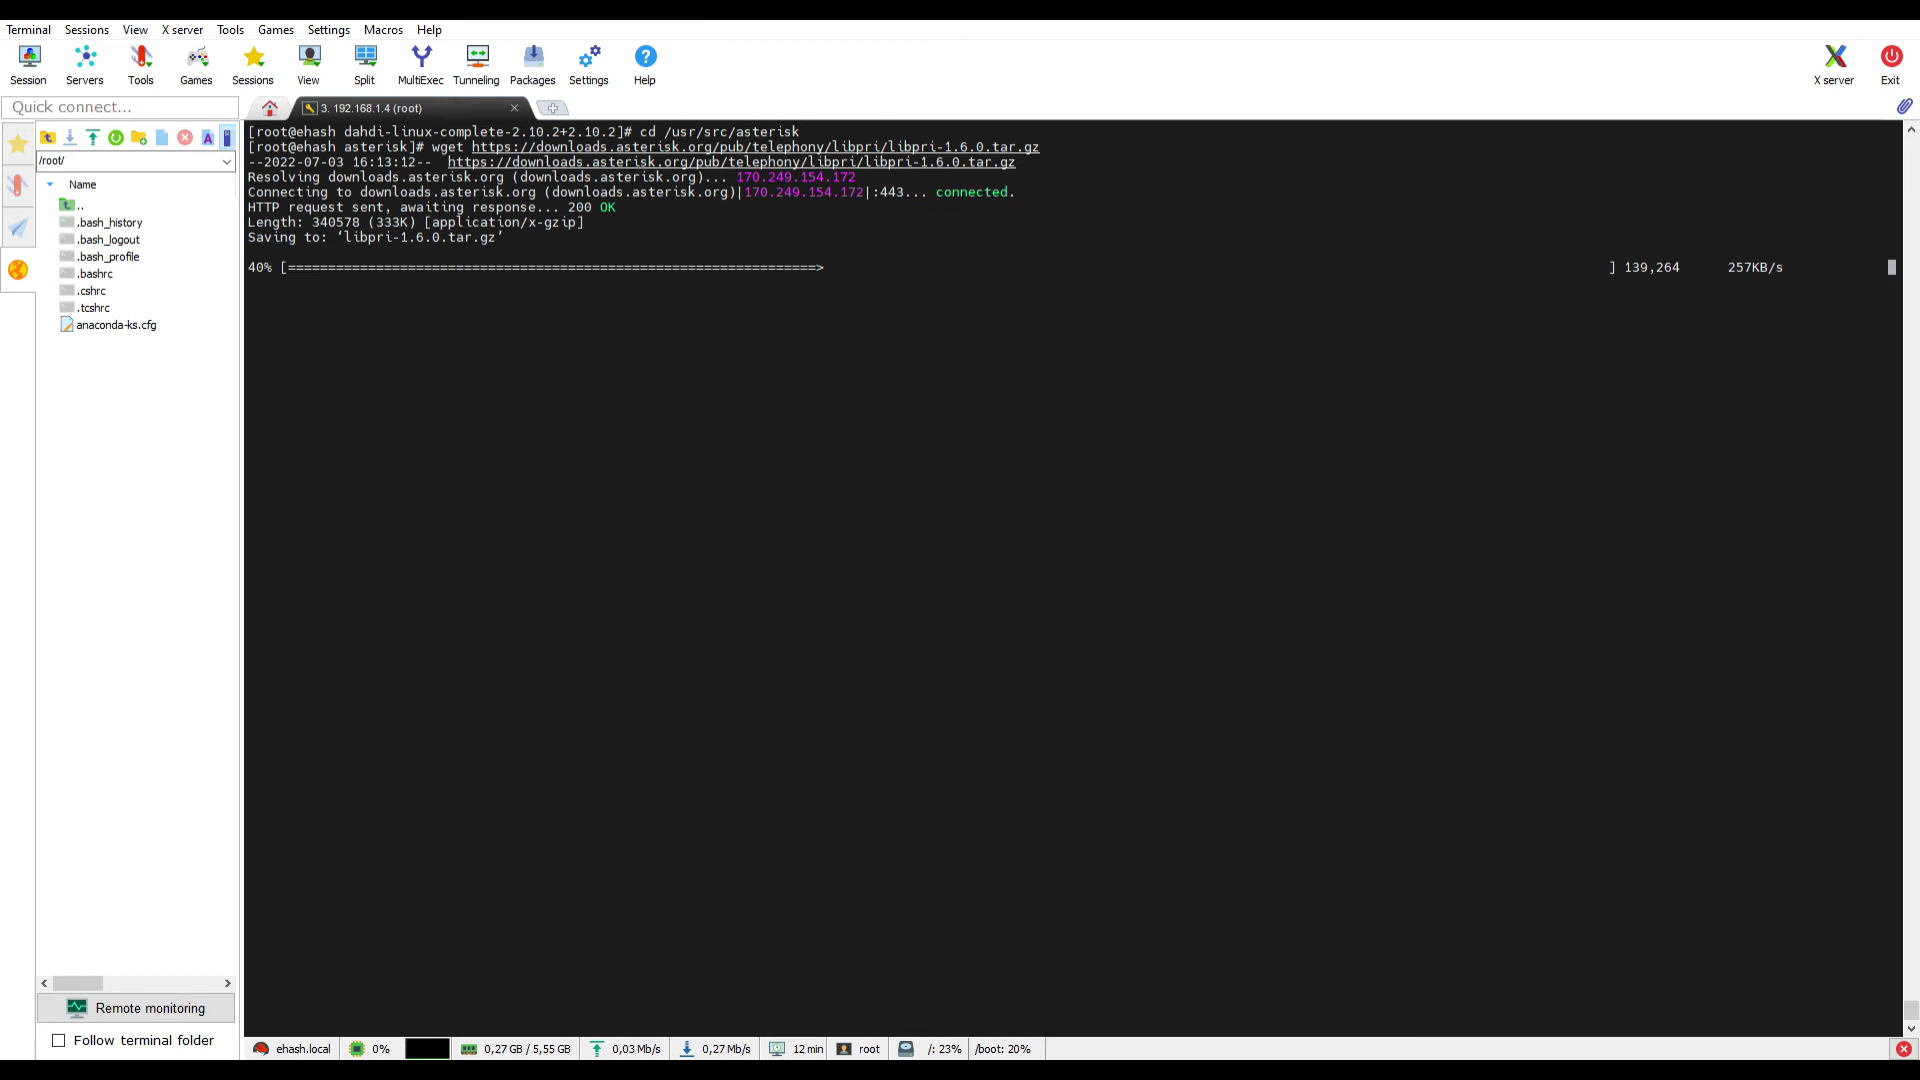 Terminal Sessions View X server Tools Games Settings Macros Help
Session Servers Tools Games Sessions View Split MultiExec Tunneling Packages Settings Help X server Exit
Quick connect...
3. 192.168.1.4 (root)
/root/
Name
..
.bash_history
.bash_logout
.bash_profile
.bashrc
.cshrc
.tcshrc
anaconda-ks.cfg
[root@ehash dahdi-linux-complete-2.10.2+2.10.2]# cd /usr/src/asterisk
[root@ehash asterisk]# wget https://downloads.asterisk.org/pub/telephony/libpri/libpri-1.6.0.tar.gz
--2022-07-03 16:13:12--  https://downloads.asterisk.org/pub/telephony/libpri/libpri-1.6.0.tar.gz
Resolving downloads.asterisk.org (downloads.asterisk.org)... 170.249.154.172
Connecting to downloads.asterisk.org (downloads.asterisk.org)|170.249.154.172|:443... connected.
HTTP request sent, awaiting response... 200 OK
Length: 340578 (333K) [application/x-gzip]
Saving to: ‘libpri-1.6.0.tar.gz’
40% [==================================================================> ] 139,264 257KB/s
Remote monitoring
Follow terminal folder
ehash.local 0% 0,27 GB / 5,55 GB 0,03 Mb/s 0,27 Mb/s 12 min root /: 23% /boot: 20%